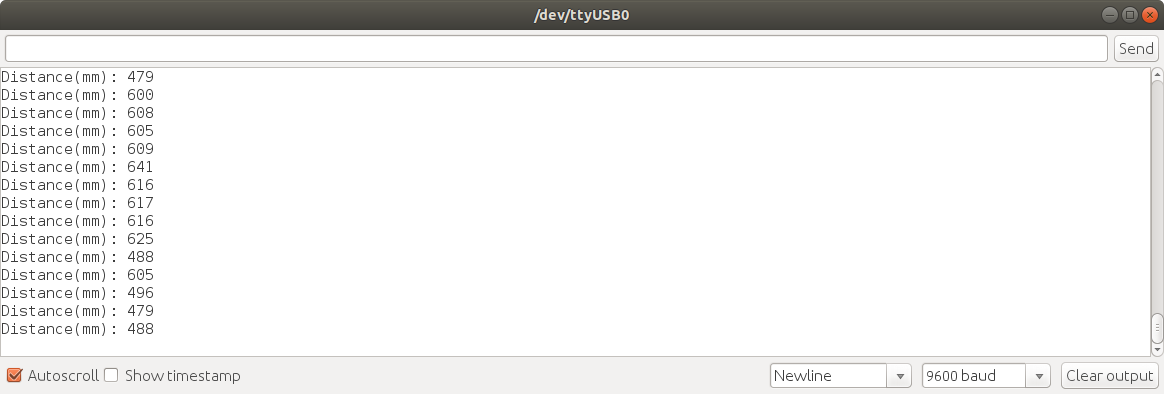 /dev/ttyUSB0
Send
Distance(mm): 479
Distance(mm): 600
Distance(mm): 608
Distance(mm): 605
Distance(mm): 609
Distance(mm): 641
Distance(mm): 616
Distance(mm): 617
Distance(mm): 616
Distance(mm): 625
Distance(mm): 488
Distance(mm): 605
Distance(mm): 496
Distance(mm): 479
Distance(mm): 488
Autoscroll Show timestamp Newline 9600 baud Clear output